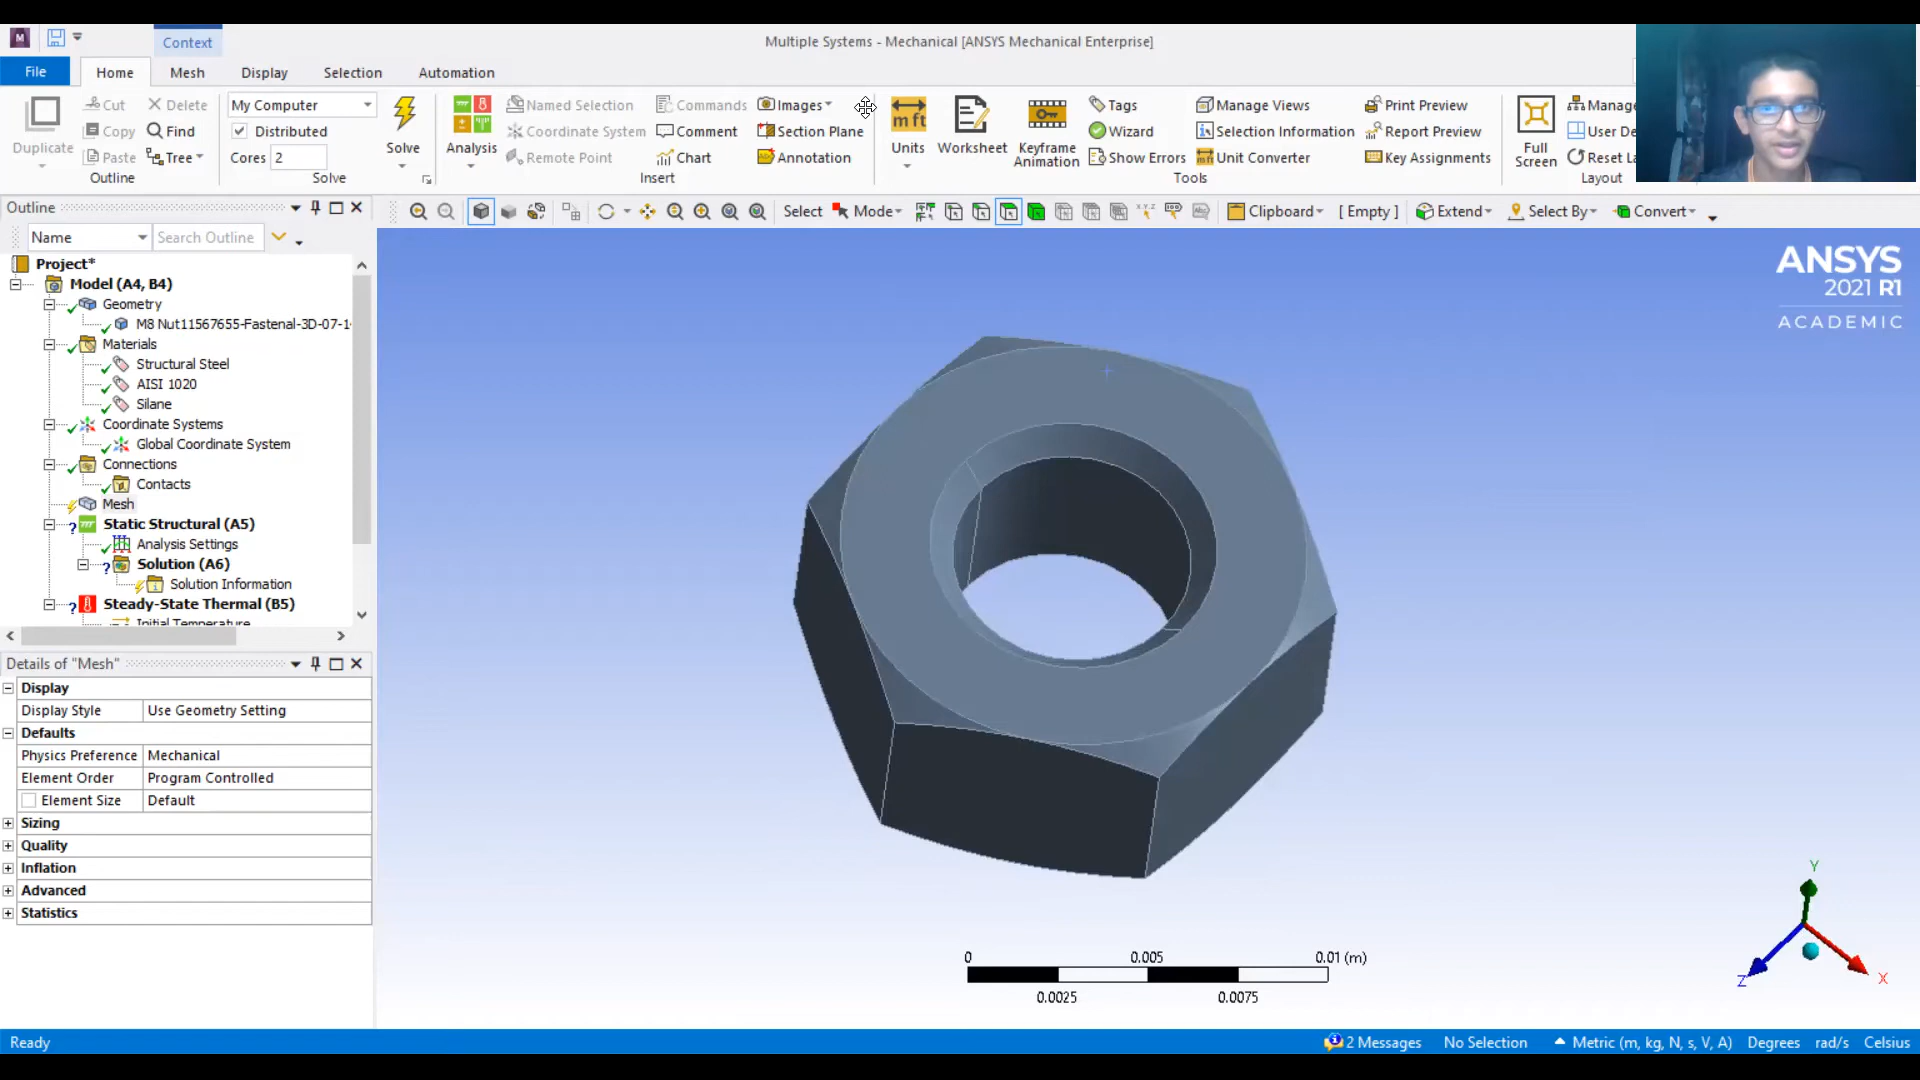 Context
Multiple Systems - Mechanical [ANSYS Mechanical Enterprise]
File
Home
Mesh
Display
Selection
Automation
Duplicate
Cut
Delete
Copy
Find
Paste
Tree
Outline
My Computer
Distributed
Cores 2
Solve
Solve
Analysis
Named Selection
Coordinate System
Remote Point
Commands
Comment
Chart
Images
Section Plane
Annotation
Insert
Units
Worksheet
Keyframe
Animation
Tags
Wizard
Show Errors
Manage Views
Selection Information
Unit Converter
Print Preview
Report Preview
Key Assignments
Tools
Full
Screen
Manage
User De
Reset La
Layout
Outline
Name
Search Outline
Select
Mode
Clipboard
[ Empty ]
Extend
Select By
Convert
Project*
Model (A4, B4)
Geometry
M8 Nut11567655-Fastenal-3D-07-1
Materials
Structural Steel
AISI 1020
Silane
Coordinate Systems
Global Coordinate System
Connections
Contacts
Mesh
Static Structural (A5)
Analysis Settings
Solution (A6)
Solution Information
Steady-State Thermal (B5)
Initial Temperature
Details of "Mesh"
Display
Display Style Use Geometry Setting
Defaults
Physics Preference Mechanical
Element Order Program Controlled
Element Size Default
Sizing
Quality
Inflation
Advanced
Statistics
ANSYS
2021 R1
ACADEMIC
Y
Z
X
0 0.005 0.01 (m)
0.0025 0.0075
Ready
2 Messages
No Selection
Metric (m, kg, N, s, V, A)
Degrees
rad/s
Celsius